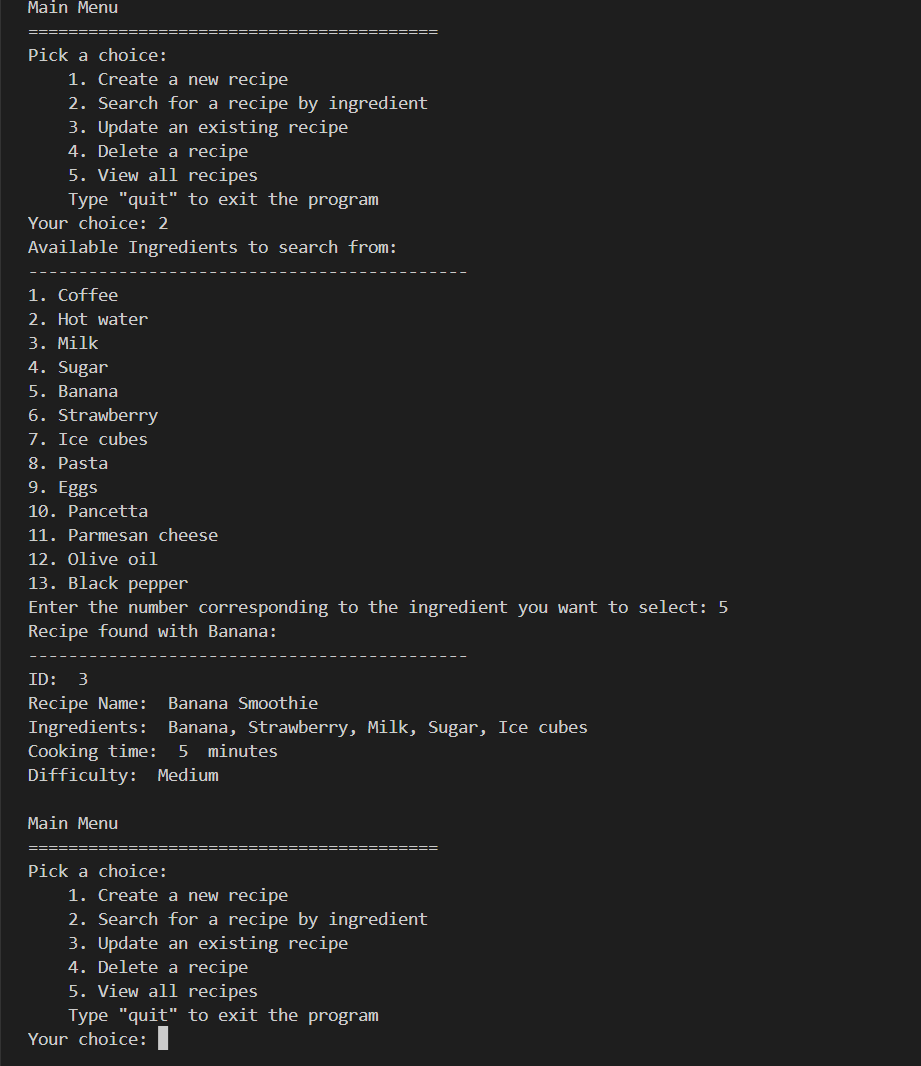 Main Menu
=========================================
Pick a choice:
    1. Create a new recipe
    2. Search for a recipe by ingredient
    3. Update an existing recipe
    4. Delete a recipe
    5. View all recipes
    Type "quit" to exit the program
Your choice: 2
Available Ingredients to search from:
--------------------------------------------
1. Coffee
2. Hot water
3. Milk
4. Sugar
5. Banana
6. Strawberry
7. Ice cubes
8. Pasta
9. Eggs
10. Pancetta
11. Parmesan cheese
12. Olive oil
13. Black pepper
Enter the number corresponding to the ingredient you want to select: 5
Recipe found with Banana:
--------------------------------------------
ID:  3
Recipe Name:  Banana Smoothie
Ingredients:  Banana, Strawberry, Milk, Sugar, Ice cubes
Cooking time:  5  minutes
Difficulty:  Medium

Main Menu
=========================================
Pick a choice:
    1. Create a new recipe
    2. Search for a recipe by ingredient
    3. Update an existing recipe
    4. Delete a recipe
    5. View all recipes
    Type "quit" to exit the program
Your choice: